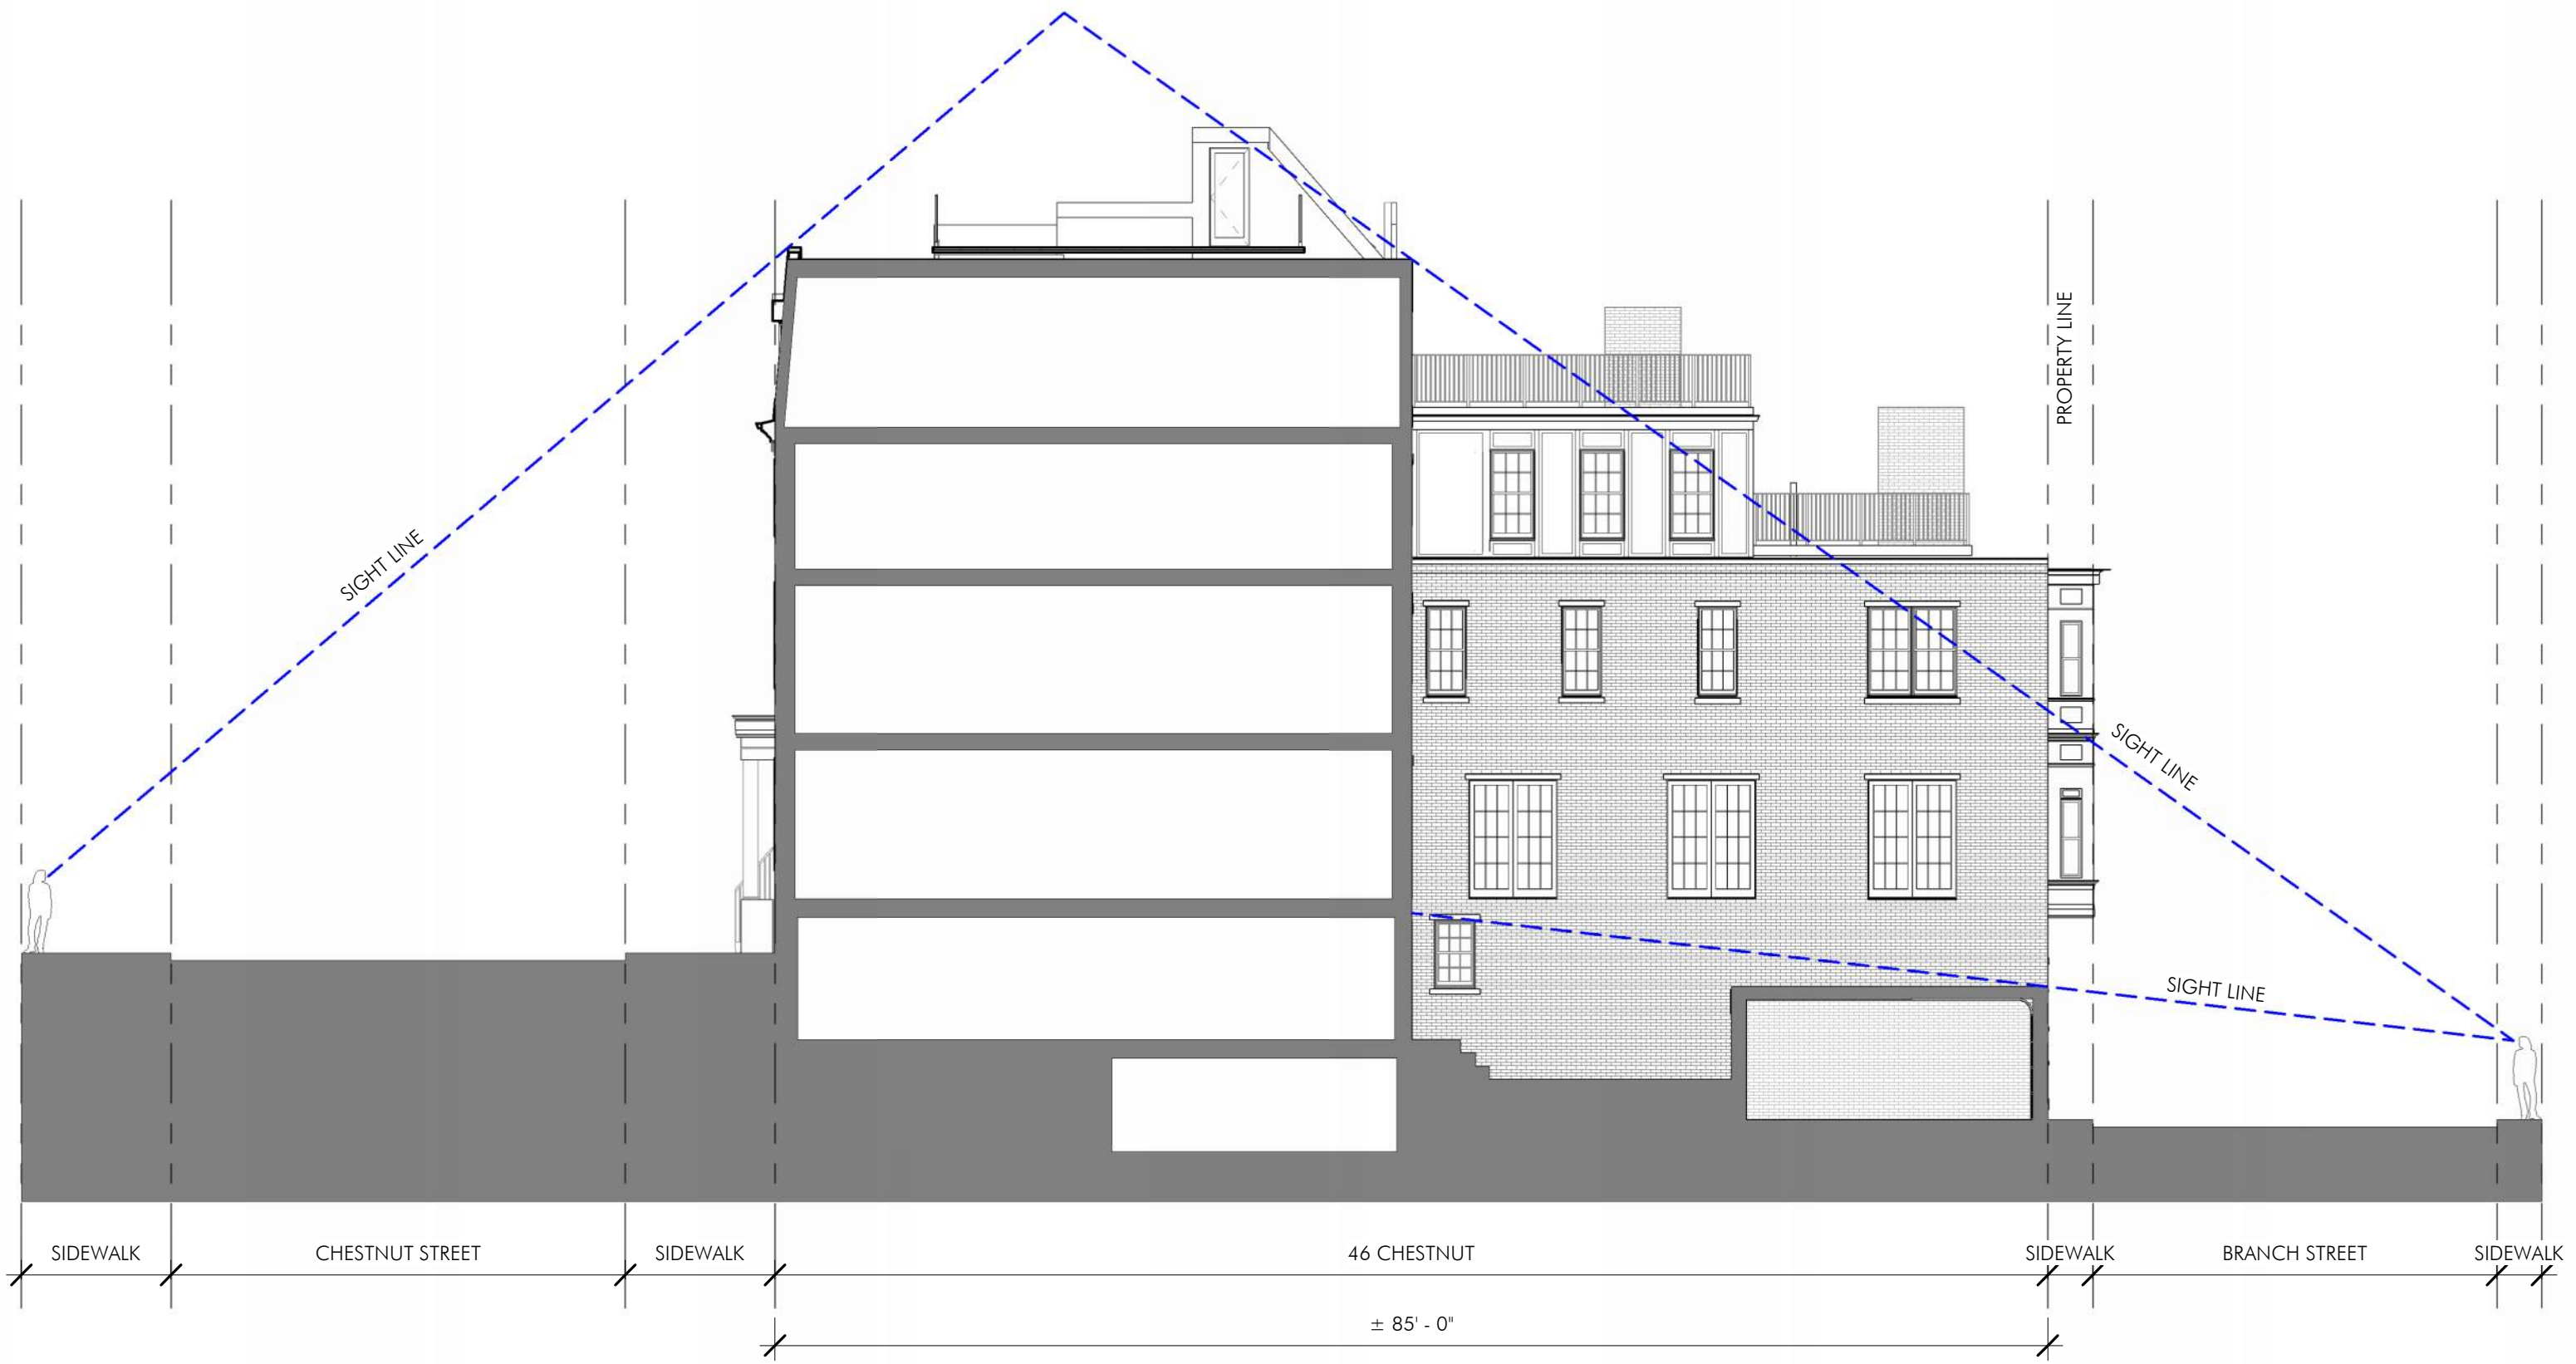 PROPERTY LINE
SIGHT LINE
SIGHT LINE
SIGHT LINE
SIDEWALK
CHESTNUT STREET
SIDEWALK
46 CHESTNUT
SIDEWALK
BRANCH STREET
SIDEWALK
± 85' - 0"